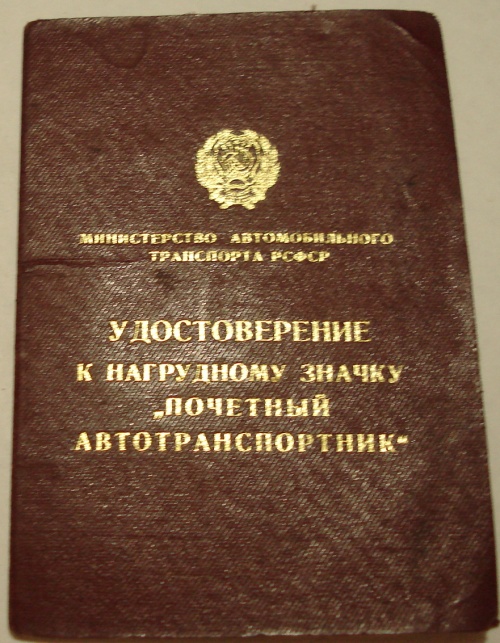 МИНИСТЕРСТВО АВТОМОБИЛЬНОГО
ТРАНСПОРТА РСФСР
УДОСТОВЕРЕНИЕ
К НАГРУДНОМУ ЗНАЧКУ
„ПОЧЕТНЫЙ
АВТОТРАНСПОРТНИК“